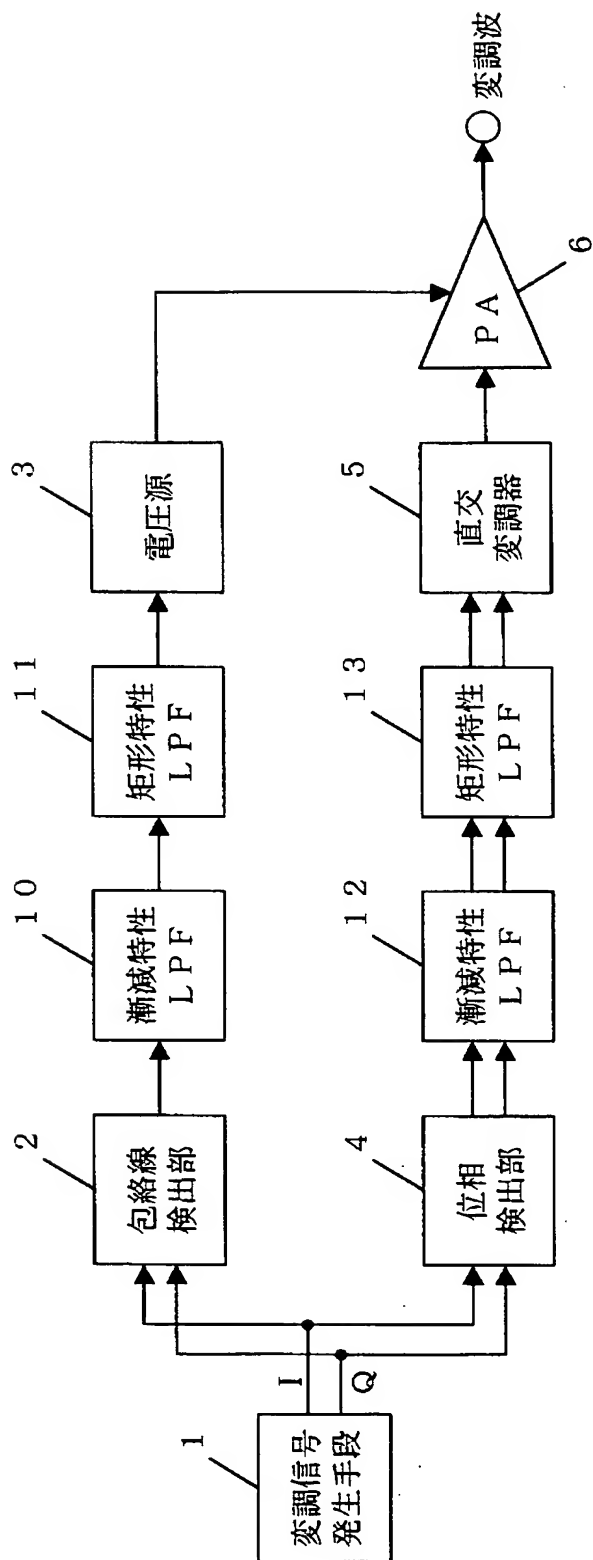 1
変調信号
発生手段
I
Q
2
包絡線
検出部
10
漸減特性
LPF
11
矩形特性
LPF
3
電圧源
4
位相
検出部
12
漸減特性
LPF
13
矩形特性
LPF
5
直交
変調器
PA
6
変調波